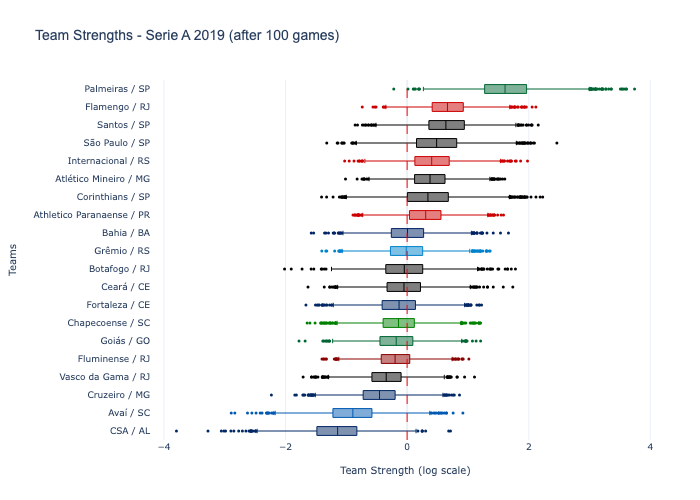 Team Strengths - Serie A 2019 (after 100 games)
Palmeiras / SP
Flamengo / RJ
Santos / SP
São Paulo / SP
Internacional / RS
Atlético Mineiro / MG
Corinthians / SP
Athletico Paranaense / PR
Bahia / BA
Grêmio / RS
Botafogo / RJ
Ceará / CE
Fortaleza / CE
Chapecoense / SC
Goiás / GO
Fluminense / RJ
Vasco da Gama / RJ
Cruzeiro / MG
Avaí / SC
CSA / AL
Teams
−4 −2 0 2 4
Team Strength (log scale)